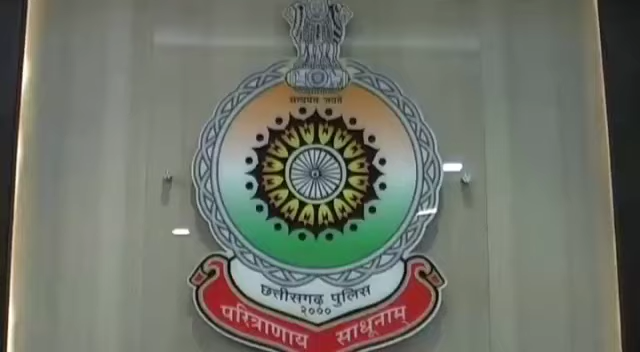 सत्यमेव जयते
छत्तीसगढ़ पुलिस
२०००
परित्राणाय साधूनाम्